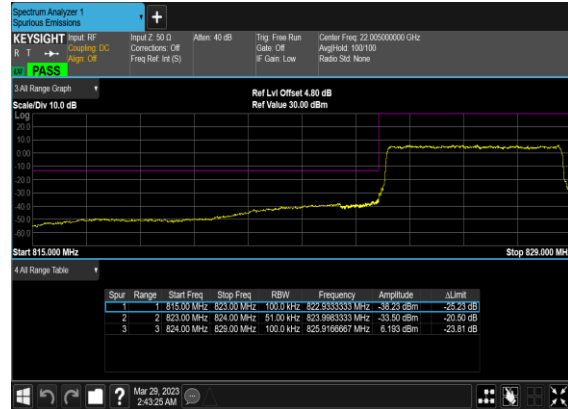 Spectrum Analyzer 1
Spurious Emissions
KEYSIGHT Input: RF Input Z: 50 Ω Atten: 40 dB Trig: Free Run Center Freq: 22.005000000 GHz
R T Coupling: DC Corrections: Off Gate: Off Avg|Hold: 100/100
Align: Off Freq Ref: Int (S) IF Gain: Low Radio Std: None
PASS
3 All Range Graph
Ref Lvl Offset 4.80 dB
Scale/Div 10.0 dB Ref Value 30.00 dBm
Log
20.0
10.0
0.00
-10.0
-20.0
-30.0
-40.0
-50.0
-60.0
Start 815.000 MHz Stop 829.000 MHz
4 All Range Table
Spur Range Start Freq Stop Freq RBW Frequency Amplitude ΔLimit
1 1 815.00 MHz 823.00 MHz 100.0 kHz 822.9333333 MHz -38.23 dBm -25.23 dB
2 2 823.00 MHz 824.00 MHz 51.00 kHz 823.9983333 MHz -33.50 dBm -20.50 dB
3 3 824.00 MHz 829.00 MHz 100.0 kHz 825.9166667 MHz 6.193 dBm -23.81 dB
?
Mar 29, 2023
2:43:25 AM